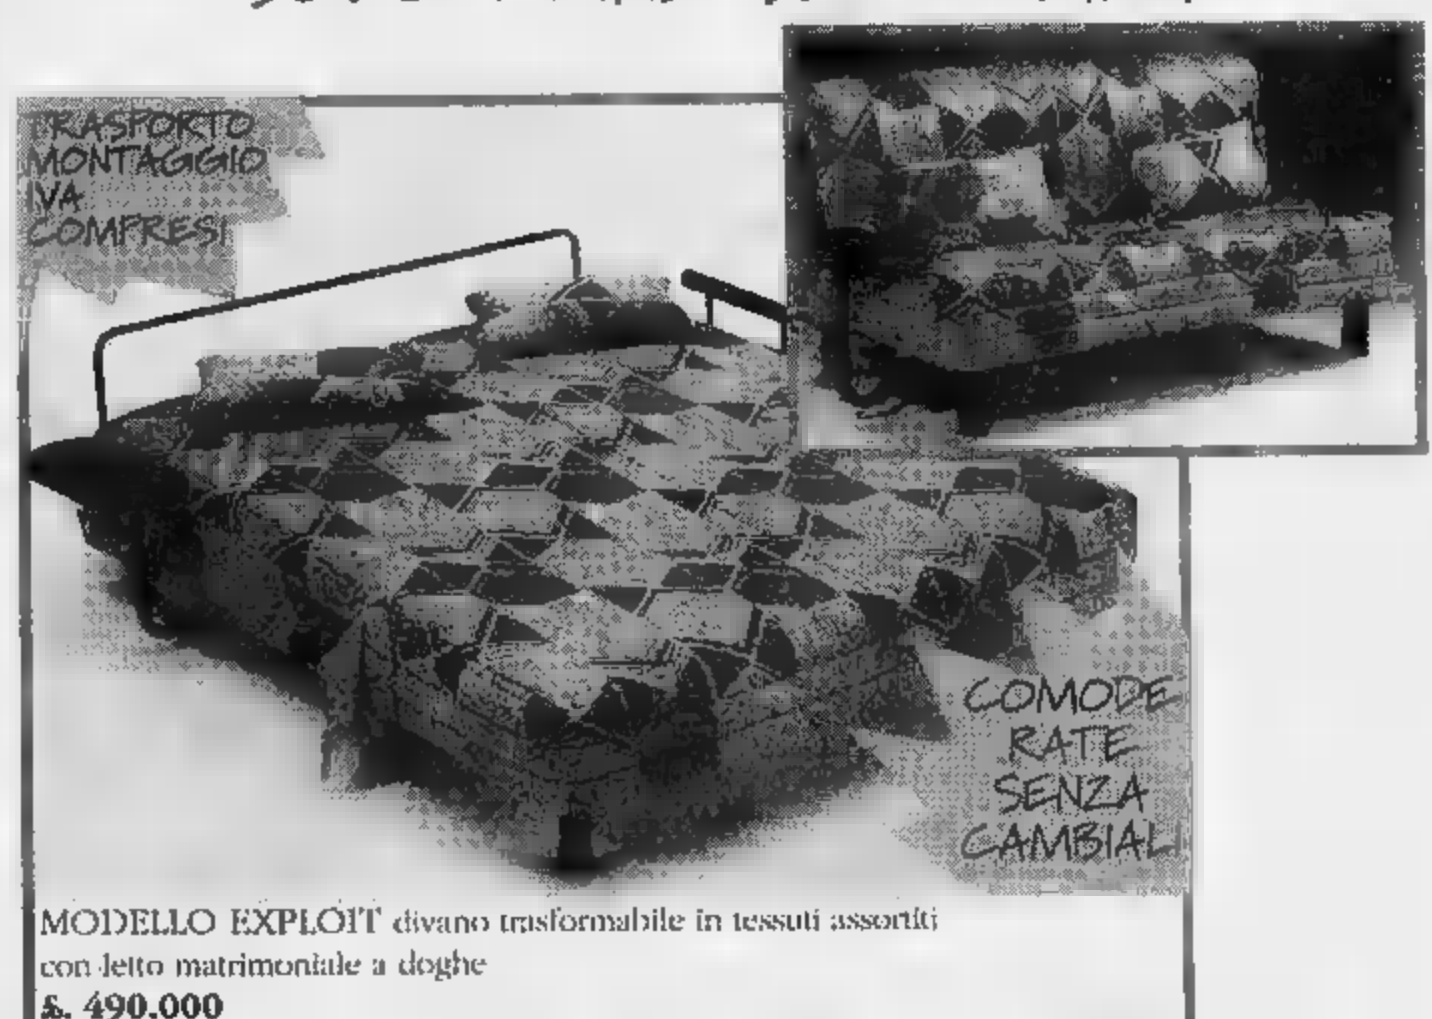 TRASPORTO
MONTAGGIO
IVA
COMPRESI
COMODE
RATE
SENZA
CAMBIALI
MODELLO EXPLOIT divano trasformabile in tessuti assortiti
con letto matrimoniale a doghe
£. 490.000